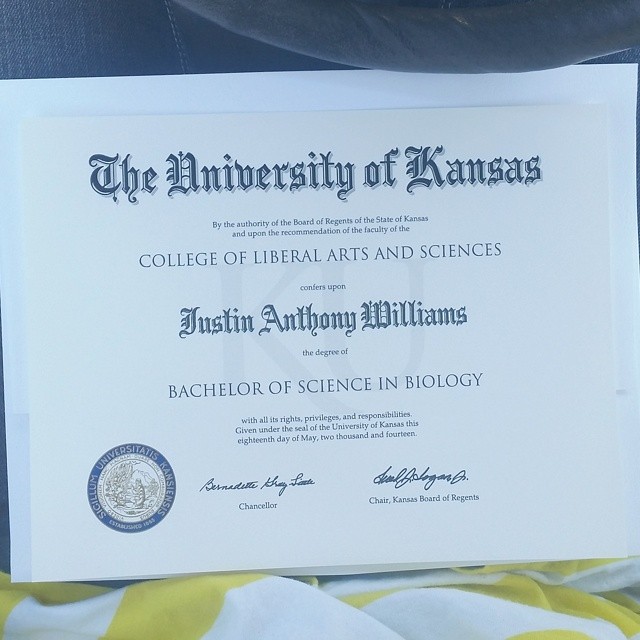 The University of Kansas
By the authority of the Board of Regents of the State of Kansas
and upon the recommendation of the faculty of the
COLLEGE OF LIBERAL ARTS AND SCIENCES
confers upon
KU
Justin Anthony Williams
the degree of
BACHELOR OF SCIENCE IN BIOLOGY
with all its rights, privileges, and responsibilities.
Given under the seal of the University of Kansas this
eighteenth day of May, two thousand and fourteen.
SIGILLUM UNIVERSITATIS KANSIENSIS
ESTABLISHED 1865
Bernadette Gray-Little
Chancellor
Chair, Kansas Board of Regents